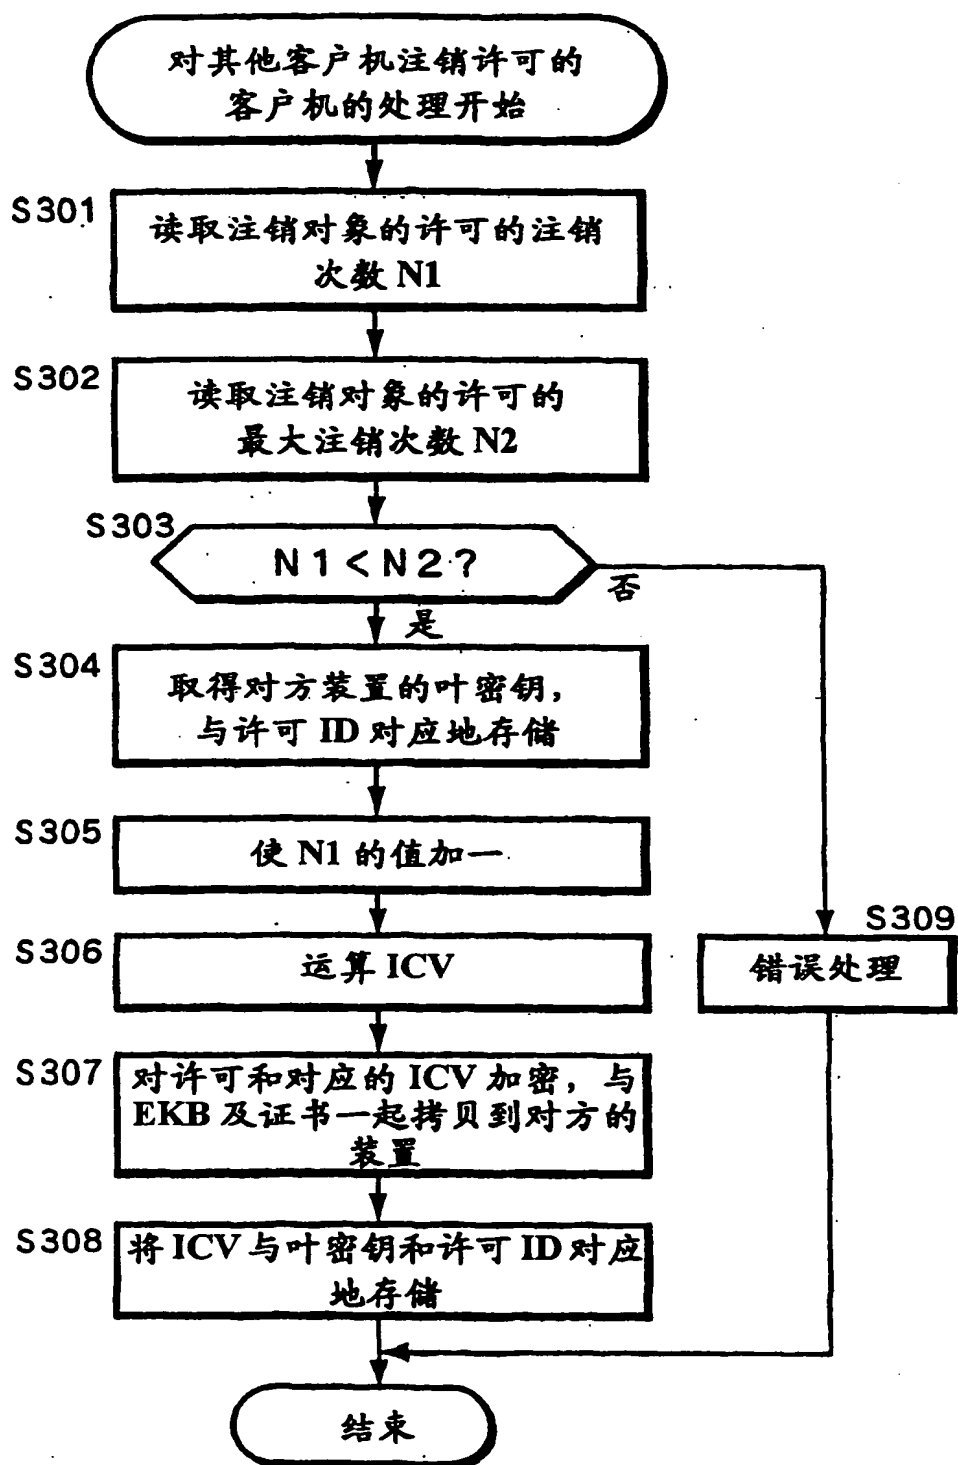 对其他客户机注销许可的
客户机的处理开始
S301
读取注销对象的许可的注销
次数 N1
S302
读取注销对象的许可的
最大注销次数 N2
S303
N1<N2?
否
是
S304
取得对方装置的叶密钥，
与许可 ID 对应地存储
S305
使 N1 的值加一
S306
运算 ICV
S309
错误处理
S307
对许可和对应的 ICV 加密，与
EKB 及证书一起拷贝到对方的
装置
S308
将 ICV 与叶密钥和许可 ID 对应
地存储
结束